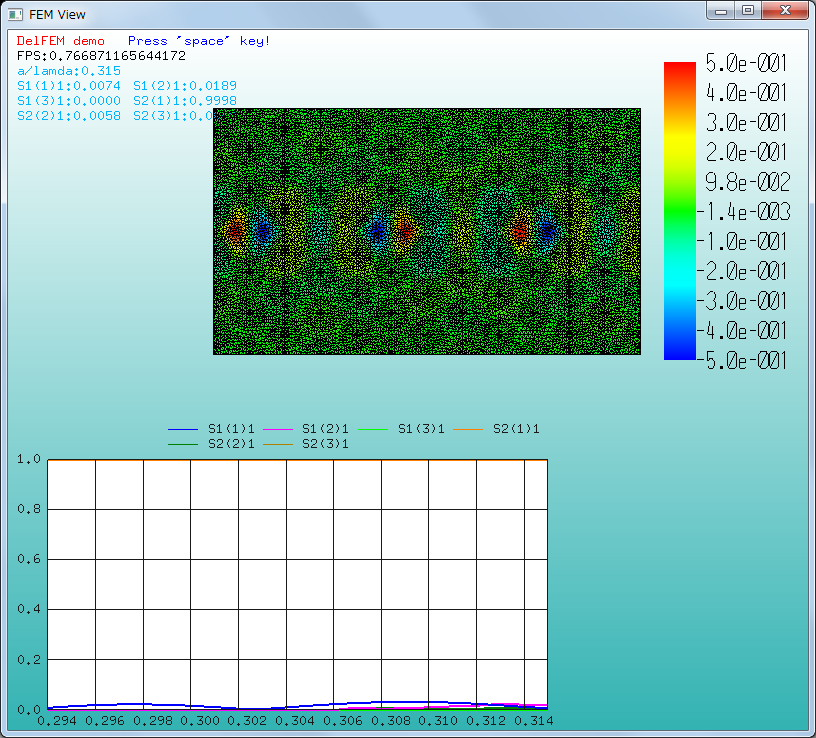 FEM View
DelFEM demo Press "space" key!
FPS:0.766871165644172
a/lamda:0.315
S1(1)1:0.0074 S1(2)1:0.0189
S1(3)1:0.0000 S2(1)1:0.9998
S2(2)1:0.0058 S2(3)1:0.0
5.0e-001
4.0e-001
3.0e-001
2.0e-001
9.8e-002
-1.4e-003
-1.0e-001
-2.0e-001
-3.0e-001
-4.0e-001
-5.0e-001
S1(1)1 S1(2)1 S1(3)1 S2(1)1
S2(2)1 S2(3)1
1.0
0.8
0.6
0.4
0.2
0.0
0.294 0.296 0.298 0.300 0.302 0.304 0.306 0.308 0.310 0.312 0.314